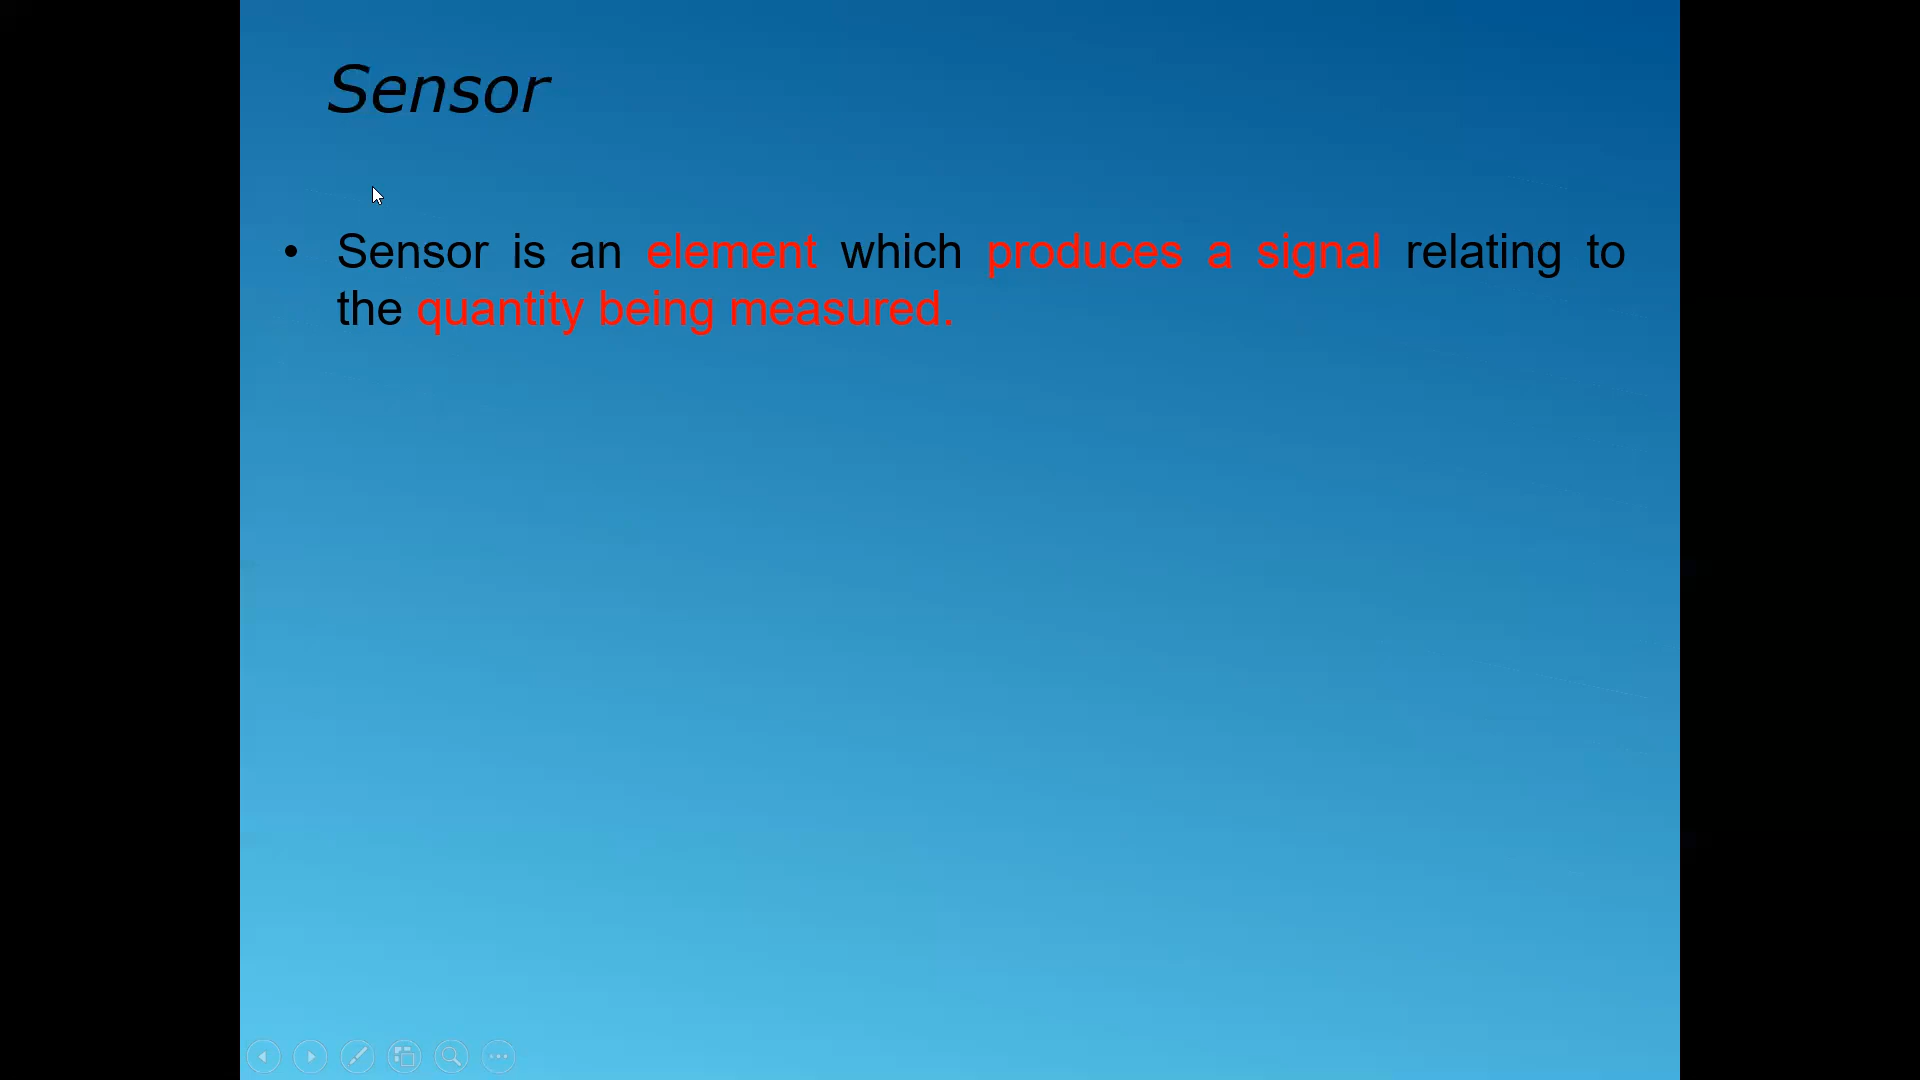 Sensor
• Sensor is an element which produces a signal relating to
the quantity being measured.